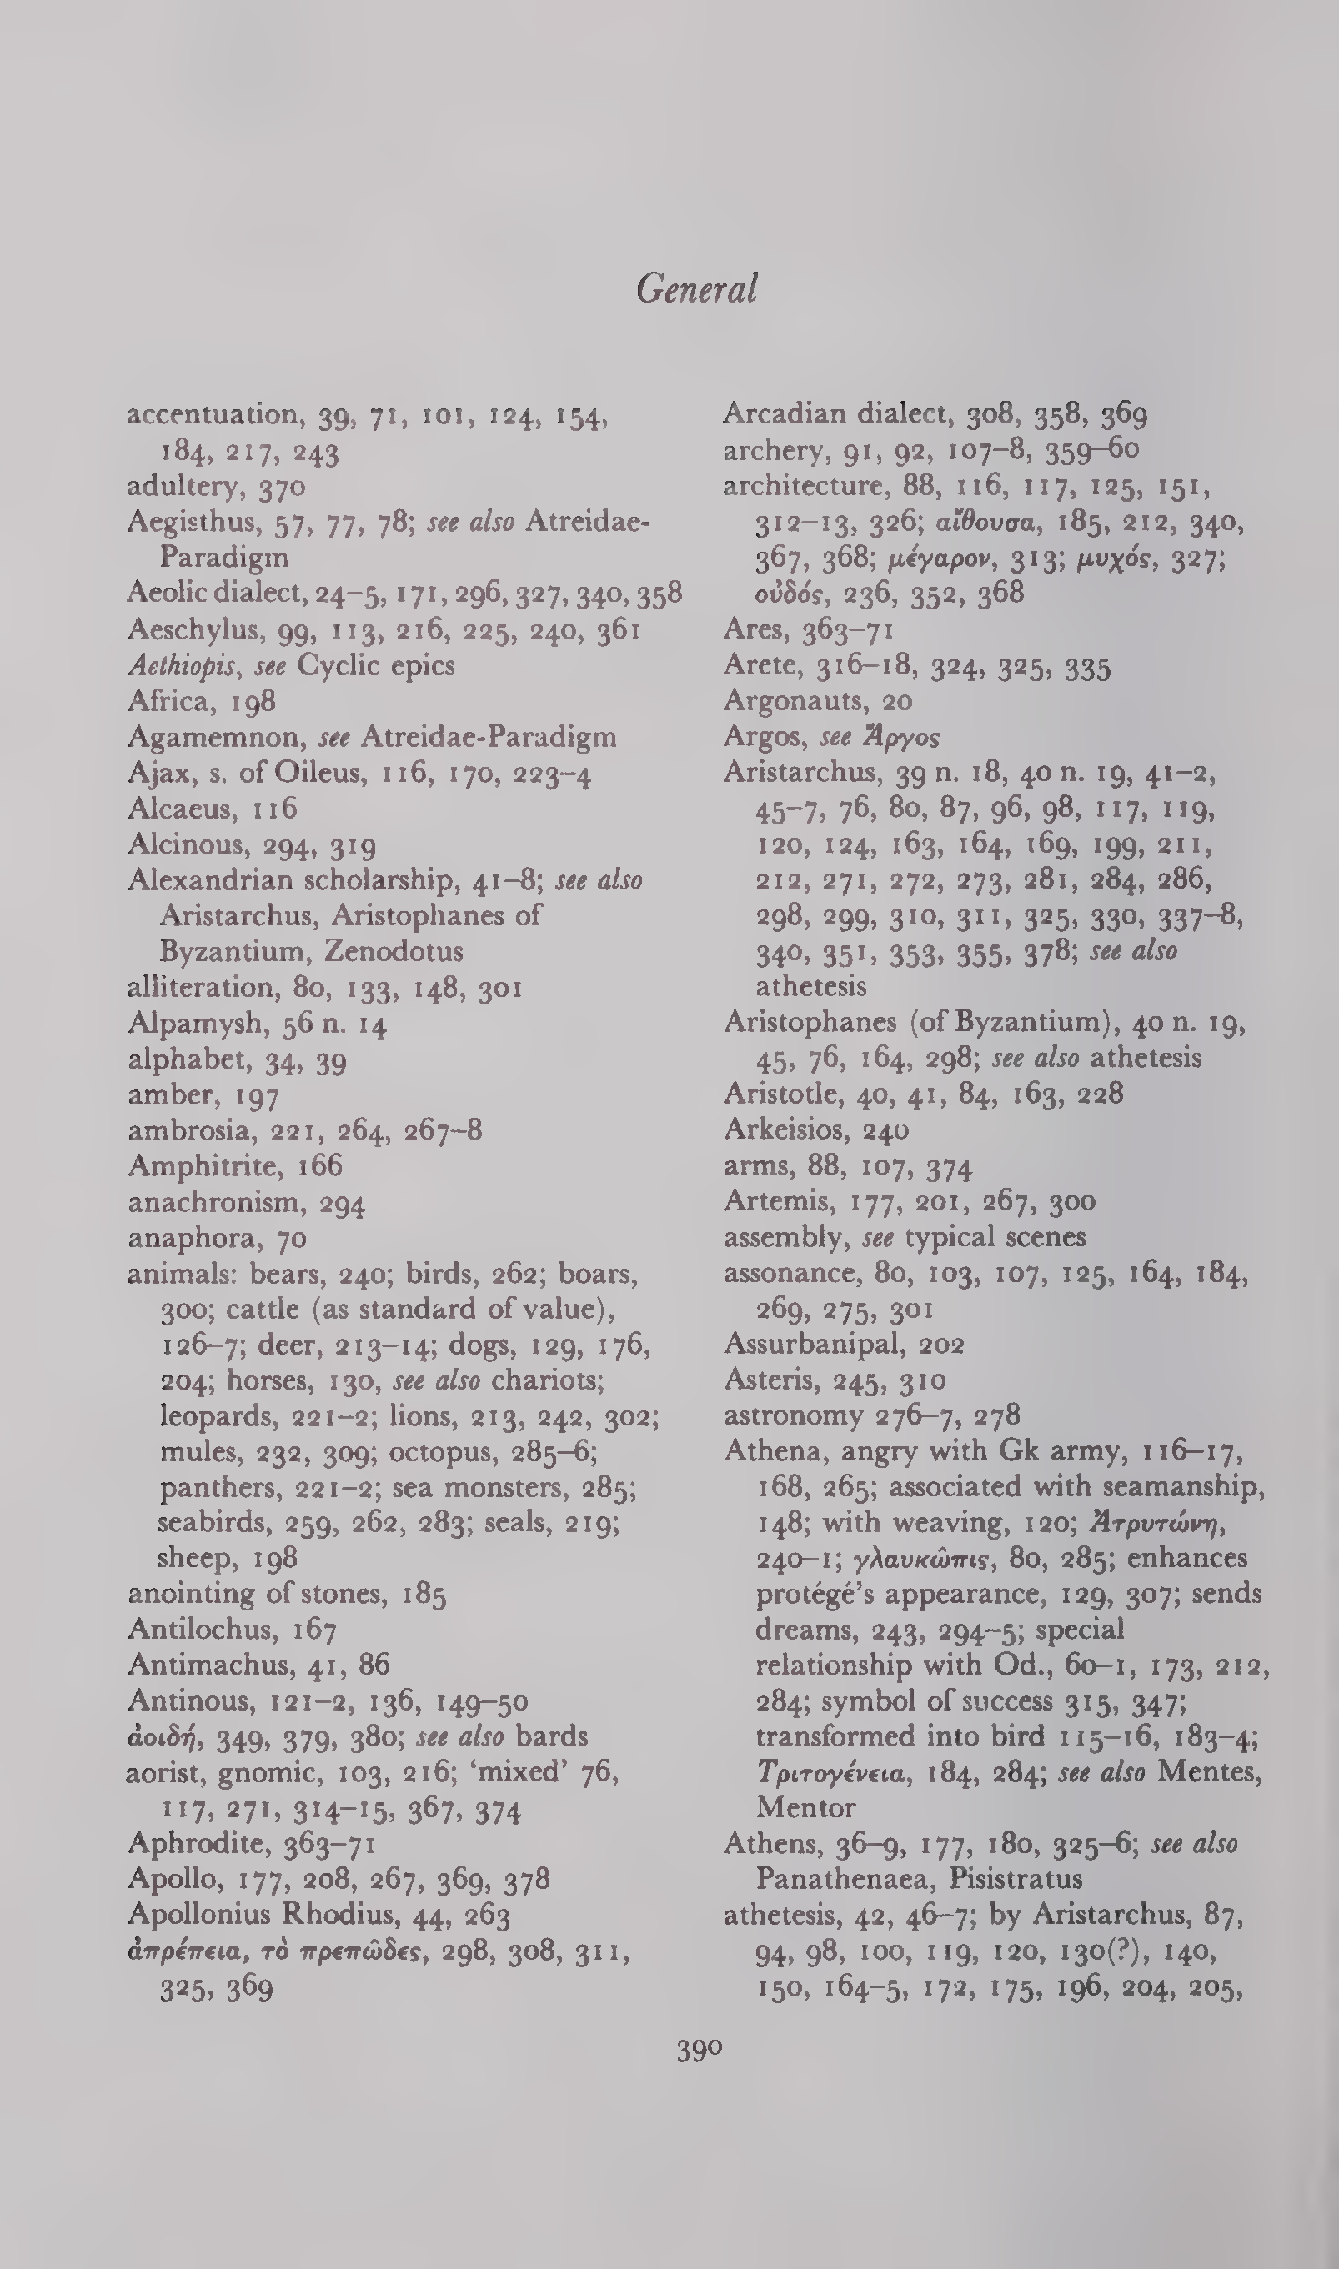 General
accentuation, 39, 71, 101, 124, 154,
184, 217, 243
adultery, 370
Aegisthus, 57, 77, 78; see also Atreidae-
Paradigm
Aeolic dialect, 24–5, 171, 296, 327, 340, 358
Aeschylus, 99, 113, 216, 225, 240, 361
Aethiopis, see Cyclic epics
Africa, 198
Agamemnon, see Atreidae-Paradigm
Ajax, s. of Oileus, 116, 170, 223–4
Alcaeus, 116
Alcinous, 294, 319
Alexandrian scholarship, 41–8; see also
Aristarchus, Aristophanes of
Byzantium, Zenodotus
alliteration, 80, 133, 148, 301
Alpamysh, 56 n. 14
alphabet, 34, 39
amber, 197
ambrosia, 221, 264, 267–8
Amphitrite, 166
anachronism, 294
anaphora, 70
animals: bears, 240; birds, 262; boars,
300; cattle (as standard of value),
126–7; deer, 213–14; dogs, 129, 176,
204; horses, 130, see also chariots;
leopards, 221–2; lions, 213, 242, 302;
mules, 232, 309; octopus, 285–6;
panthers, 221–2; sea monsters, 285;
seabirds, 259, 262, 283; seals, 219;
sheep, 198
anointing of stones, 185
Antilochus, 167
Antimachus, 41, 86
Antinous, 121–2, 136, 149–50
ἀοιδή, 349, 379, 380; see also bards
aorist, gnomic, 103, 216; ‘mixed’ 76,
117, 271, 314–15, 367, 374
Aphrodite, 363–71
Apollo, 177, 208, 267, 369, 378
Apollonius Rhodius, 44, 263
ἀπρέπεια, τὸ πρεπῶδες, 298, 308, 311,
325, 369
Arcadian dialect, 308, 358, 369
archery, 91, 92, 107–8, 359–60
architecture, 88, 116, 117, 125, 151,
312–13, 326; αἴθουσα, 185, 212, 340,
367, 368; μέγαρον, 313; μυχός, 327;
οὐδός, 236, 352, 368
Ares, 363–71
Arete, 316–18, 324, 325, 335
Argonauts, 20
Argos, see Ἄργος
Aristarchus, 39 n. 18, 40 n. 19, 41–2,
45–7, 76, 80, 87, 96, 98, 117, 119,
120, 124, 163, 164, 169, 199, 211,
212, 271, 272, 273, 281, 284, 286,
298, 299, 310, 311, 325, 330, 337–8,
340, 351, 353, 355, 378; see also
athetesis
Aristophanes (of Byzantium), 40 n. 19,
45, 76, 164, 298; see also athetesis
Aristotle, 40, 41, 84, 163, 228
Arkeisios, 240
arms, 88, 107, 374
Artemis, 177, 201, 267, 300
assembly, see typical scenes
assonance, 80, 103, 107, 125, 164, 184,
269, 275, 301
Assurbanipal, 202
Asteris, 245, 310
astronomy 276–7, 278
Athena, angry with Gk army, 116–17,
168, 265; associated with seamanship,
148; with weaving, 120; Ἀτρυτώνη,
240–1; γλαυκῶπις, 80, 285; enhances
protégé’s appearance, 129, 307; sends
dreams, 243, 294–5; special
relationship with Od., 60–1, 173, 212,
284; symbol of success 315, 347;
transformed into bird 115–16, 183–4;
Τριτογένεια, 184, 284; see also Mentes,
Mentor
Athens, 36–9, 177, 180, 325–6; see also
Panathenaea, Pisistratus
athetesis, 42, 46–7; by Aristarchus, 87,
94, 98, 100, 119, 120, 130(?), 140,
150, 164–5, 172, 175, 196, 204, 205,
390